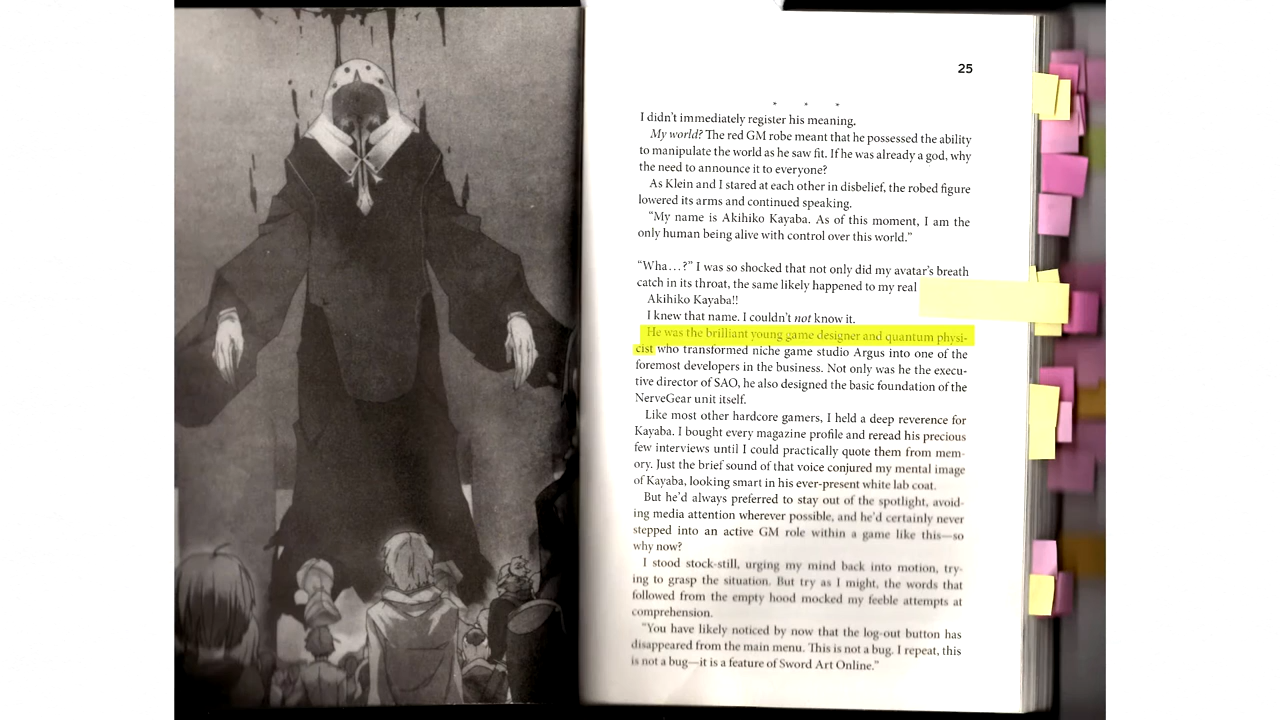 25
* * *
I didn't immediately register his meaning.
My world? The red GM robe meant that he possessed the ability
to manipulate the world as he saw fit. If he was already a god, why
the need to announce it to everyone?
As Klein and I stared at each other in disbelief, the robed figure
lowered its arms and continued speaking.
“My name is Akihiko Kayaba. As of this moment, I am the
only human being alive with control over this world.”
“Wha…?” I was so shocked that not only did my avatar's breath
catch in its throat, the same likely happened to my real
Akihiko Kayaba!!
I knew that name. I couldn't not know it.
He was the brilliant young game designer and quantum physi-
cist who transformed niche game studio Argus into one of the
foremost developers in the business. Not only was he the execu-
tive director of SAO, he also designed the basic foundation of the
NerveGear unit itself.
Like most other hardcore gamers, I held a deep reverence for
Kayaba. I bought every magazine profile and reread his precious
few interviews until I could practically quote them from mem-
ory. Just the brief sound of that voice conjured my mental image
of Kayaba, looking smart in his ever-present white lab coat.
But he'd always preferred to stay out of the spotlight, avoid-
ing media attention wherever possible, and he'd certainly never
stepped into an active GM role within a game like this—so
why now?
I stood stock-still, urging my mind back into motion, try-
ing to grasp the situation. But try as I might, the words that
followed from the empty hood mocked my feeble attempts at
comprehension.
“You have likely noticed by now that the log-out button has
disappeared from the main menu. This is not a bug. I repeat, this
is not a bug—it is a feature of Sword Art Online.”